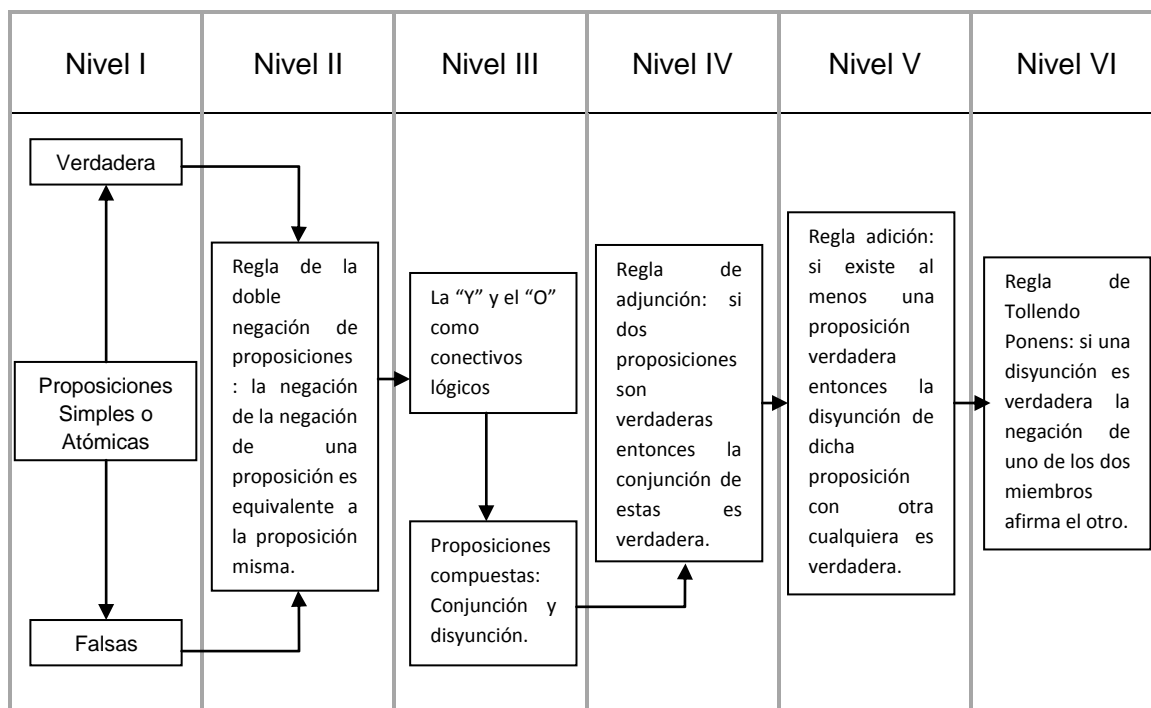 Nivel I
Nivel II
Nivel III
Nivel IV
Nivel V
Nivel VI
Verdadera
Proposiciones
Simples o
Atómicas
Falsas
Regla de la
doble
negación de
proposiciones
: la negación
de la negación
de una
proposición es
equivalente a
la proposición
misma.
La “Y” y el “O”
como
conectivos
lógicos
Proposiciones
compuestas:
Conjunción y
disyunción.
Regla de
adjunción: si
dos
proposiciones
son
verdaderas
entonces la
conjunción de
estas es
verdadera.
Regla adición:
si existe al
menos una
proposición
verdadera
entonces la
disyunción de
dicha
proposición
con otra
cualquiera es
verdadera.
Regla de
Tollendo
Ponens: si una
disyunción es
verdadera la
negación de
uno de los dos
miembros
afirma el otro.